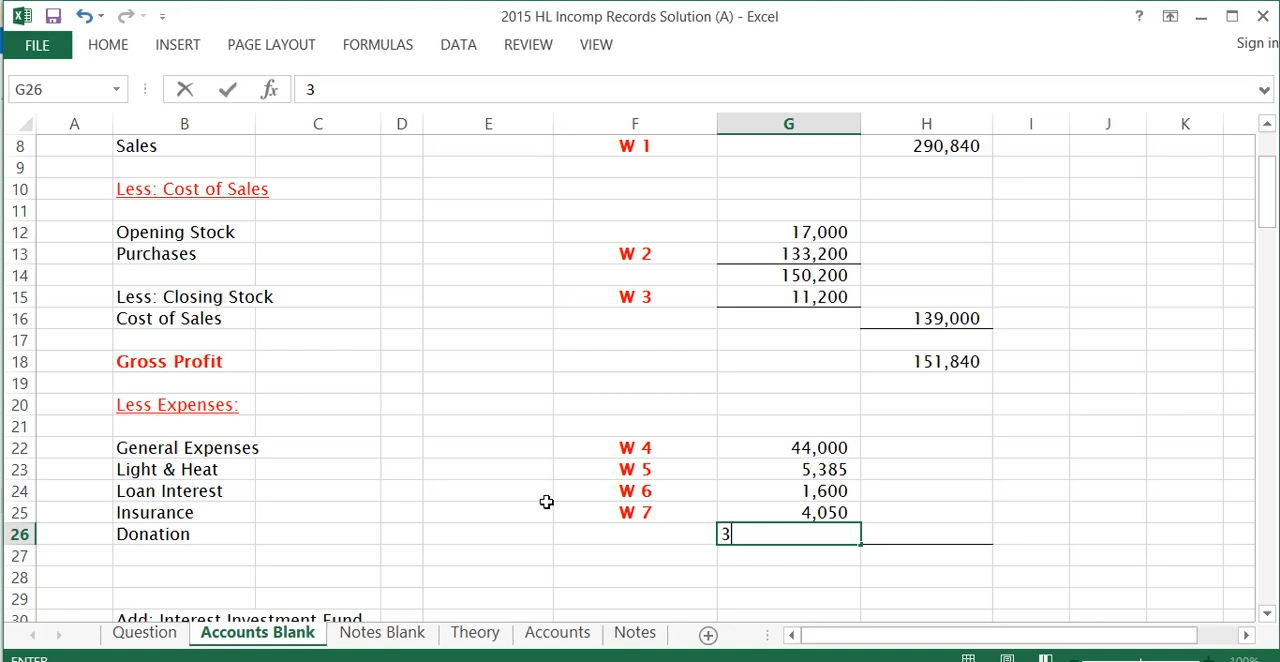 2015 HL Incomp Records Solution (A) - Excel
?
FILE HOME INSERT PAGE LAYOUT FORMULAS DATA REVIEW VIEW Sign in
G26 fx 3
A B C D E F G H I J K
8 Sales W 1 290,840
9
10 Less: Cost of Sales
11
12 Opening Stock 17,000
13 Purchases W 2 133,200
14 150,200
15 Less: Closing Stock W 3 11,200
16 Cost of Sales 139,000
17
18 Gross Profit 151,840
19
20 Less Expenses:
21
22 General Expenses W 4 44,000
23 Light & Heat W 5 5,385
24 Loan Interest W 6 1,600
25 Insurance W 7 4,050
26 Donation 3
27
28
29
30 Add: Interest Investment Fund
Question Accounts Blank Notes Blank Theory Accounts Notes
ENTER 100%